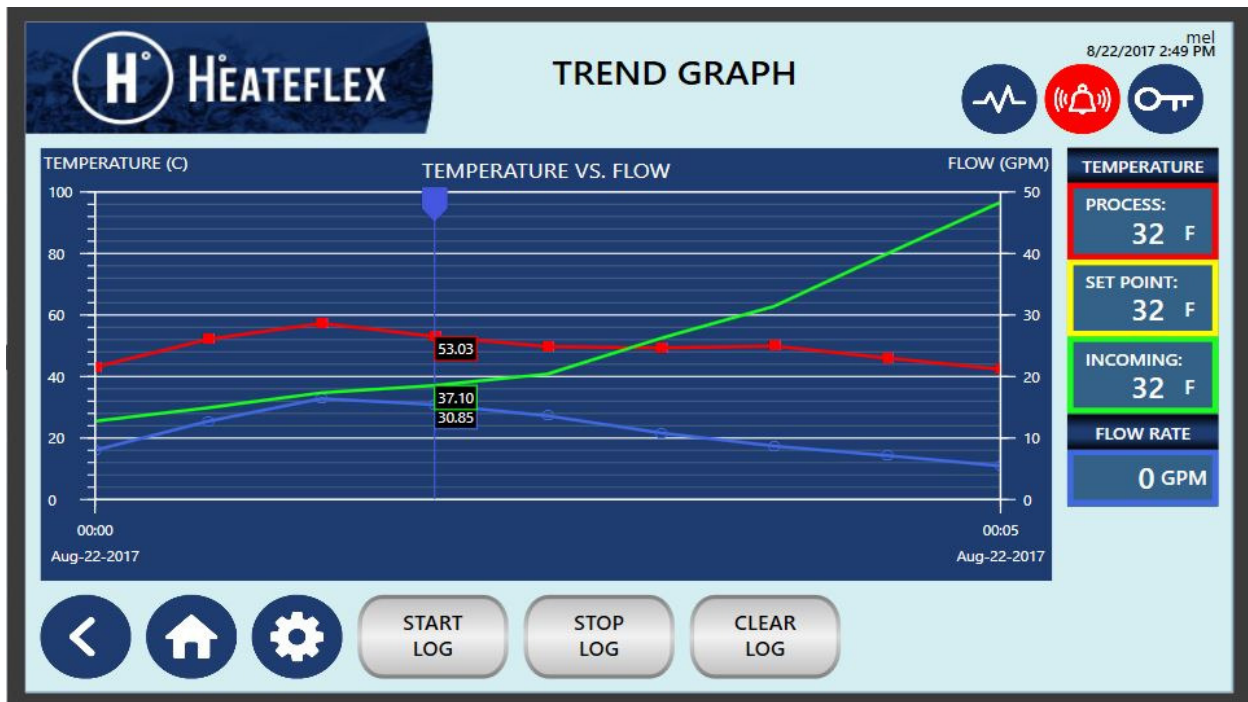 HEATEFLEX
TREND GRAPH
mel
8/22/2017 2:49 PM
TEMPERATURE (C)
TEMPERATURE VS. FLOW
FLOW (GPM)
100
80
60
40
20
0
50
40
30
20
10
0
53.03
37.10
30.85
00:00
Aug-22-2017
00:05
Aug-22-2017
TEMPERATURE
PROCESS:
32 F
SET POINT:
32 F
INCOMING:
32 F
FLOW RATE
0 GPM
START
LOG
STOP
LOG
CLEAR
LOG